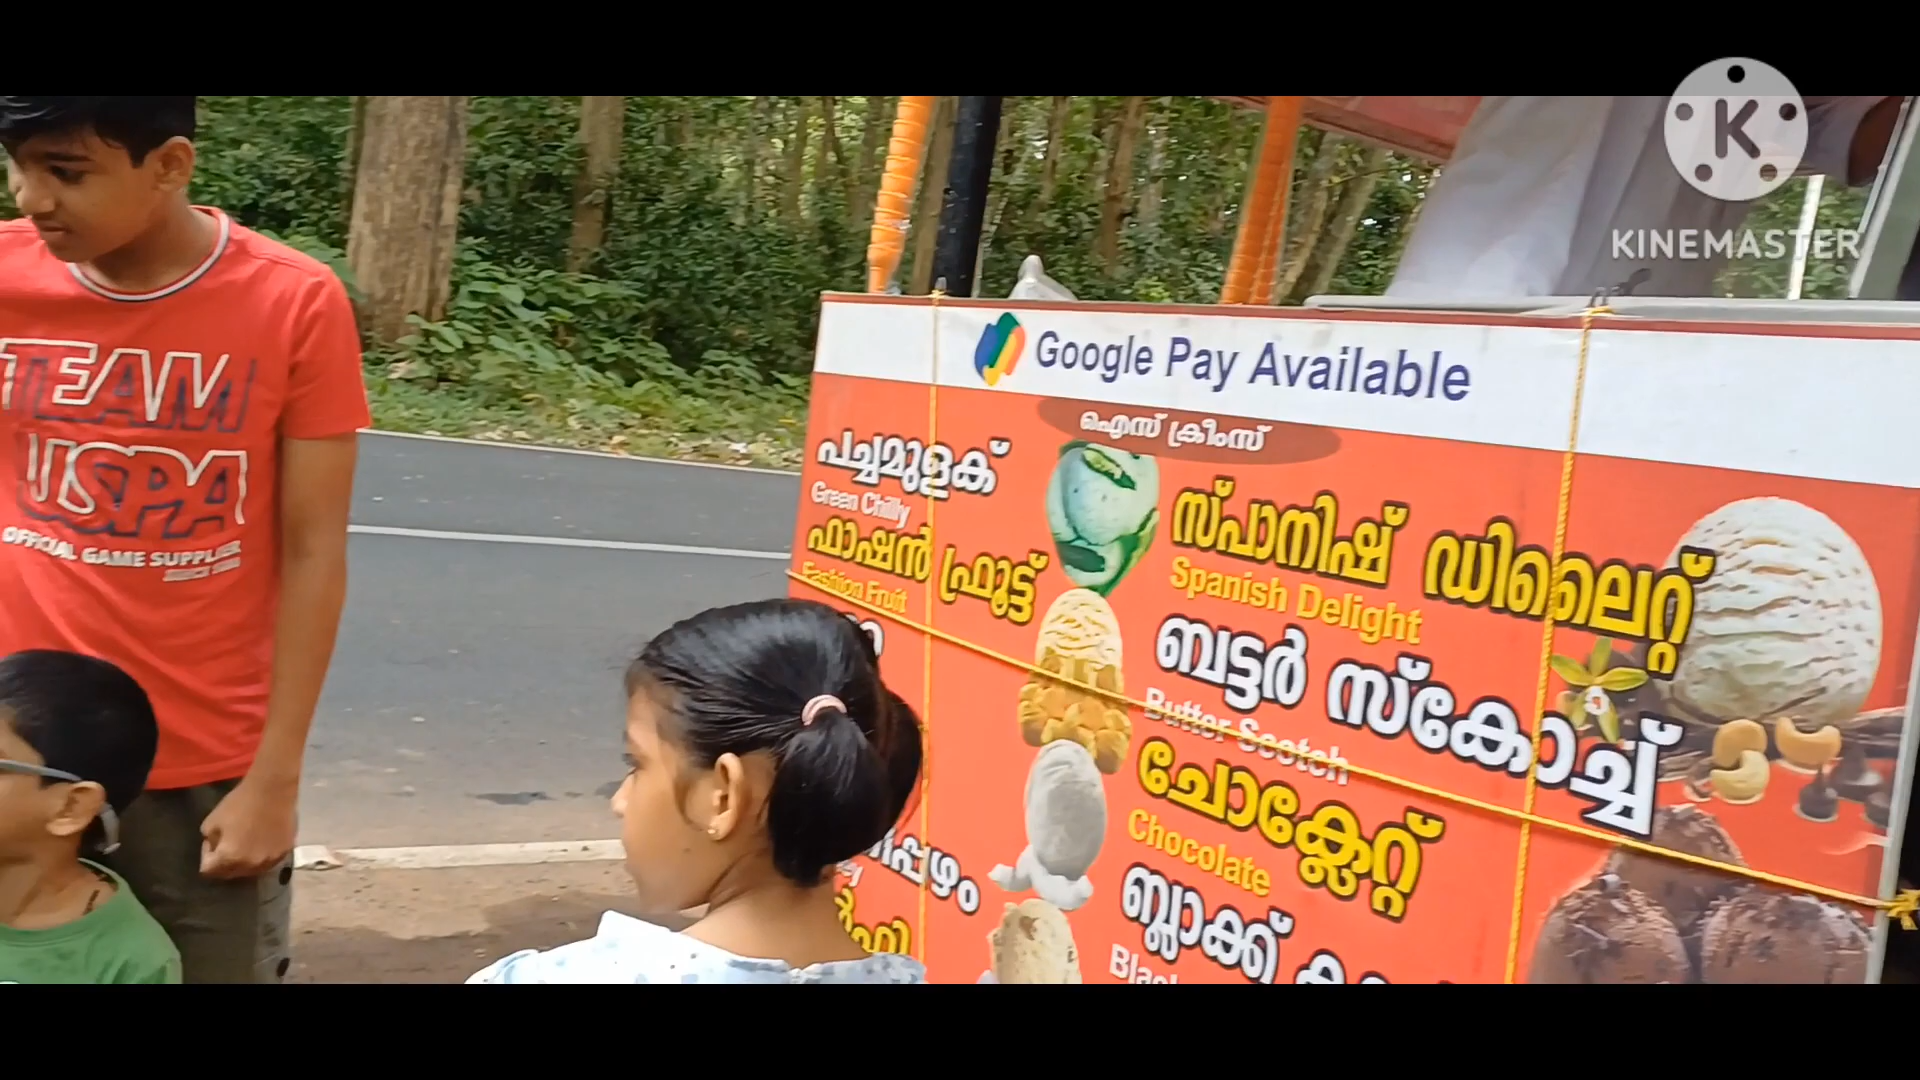 KINEMASTER
TEAM
USPA
OFFICIAL GAME SUPPLIER
Google Pay Available
ഐസ് ക്രീംസ്
പച്ചമുളക്
Green Chilly
ഫാഷൻ ഫ്രൂട്ട്
Fashion Fruit
സ്പാനിഷ് ഡിലൈറ്റ്
Spanish Delight
ബട്ടർ സ്കോച്ച്
Butter Scotch
ചോക്ലേറ്റ്
Chocolate
ബ്ലാക്ക്